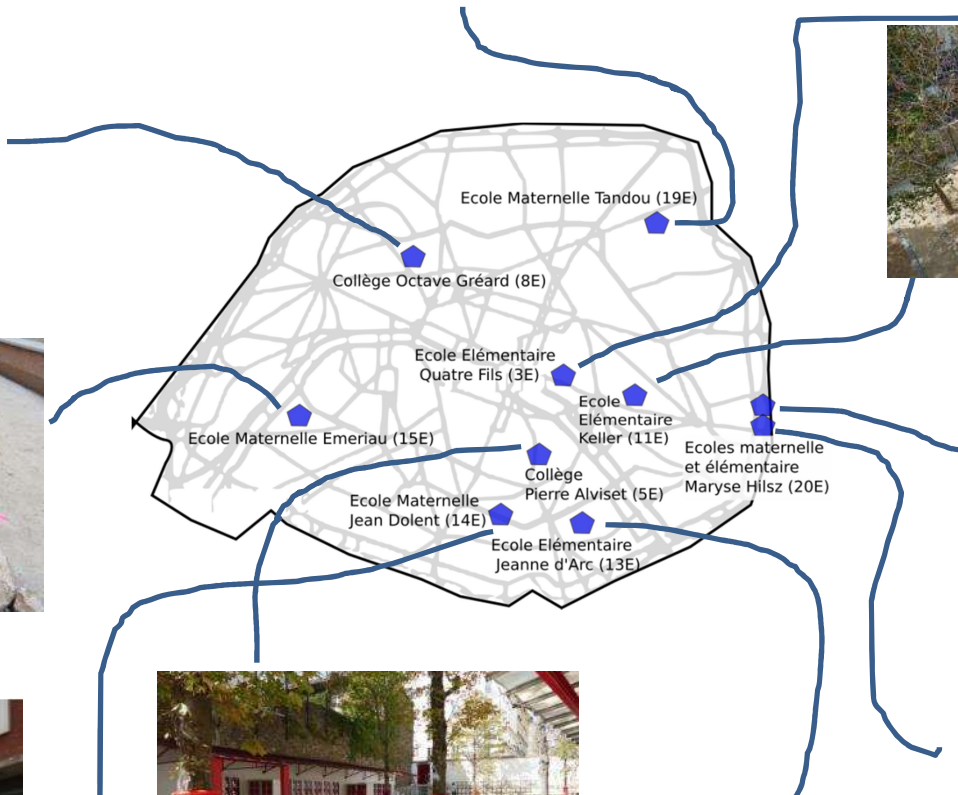 Ecole Maternelle Tandou (19E)
Collège Octave Gréard (8E)
Ecole Elémentaire
Quatre Fils (3E)
Ecole
Elémentaire
Keller (11E)
Ecole Maternelle Emeriau (15E)
Ecoles maternelle
et élémentaire
Maryse Hilsz (20E)
Collège
Pierre Alviset (5E)
Ecole Maternelle
Jean Dolent (14E)
Ecole Elémentaire
Jeanne d'Arc (13E)